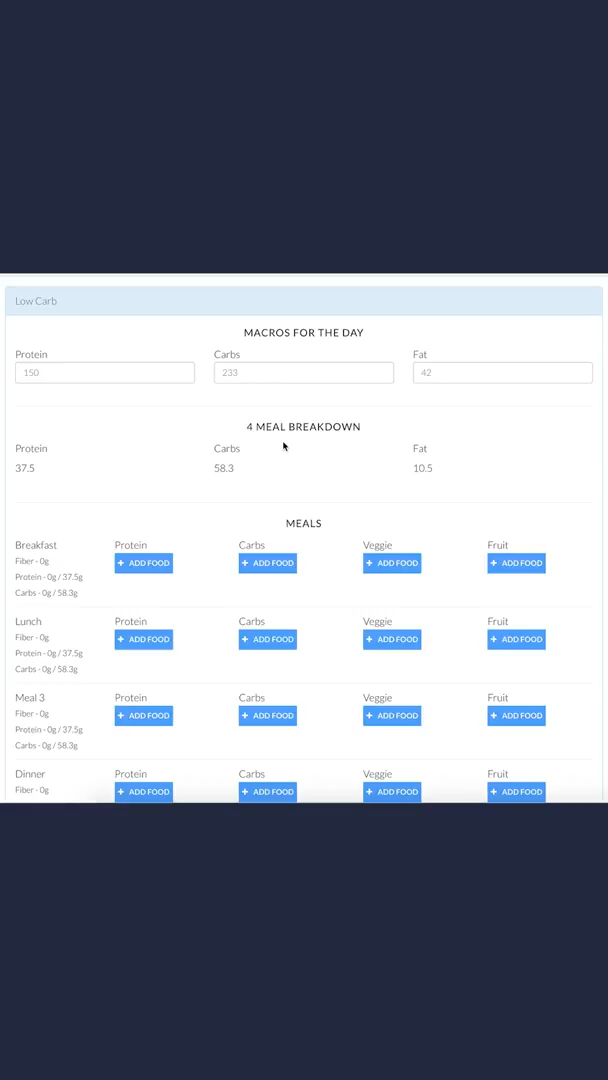 Low Carb
MACROS FOR THE DAY
Protein Carbs Fat
150 233 42
4 MEAL BREAKDOWN
Protein Carbs Fat
37.5 58.3 10.5
MEALS
Breakfast Protein Carbs Veggie Fruit
Fiber - 0g + ADD FOOD + ADD FOOD + ADD FOOD + ADD FOOD
Protein - 0g / 37.5g
Carbs - 0g / 58.3g
Lunch Protein Carbs Veggie Fruit
Fiber - 0g + ADD FOOD + ADD FOOD + ADD FOOD + ADD FOOD
Protein - 0g / 37.5g
Carbs - 0g / 58.3g
Meal 3 Protein Carbs Veggie Fruit
Fiber - 0g + ADD FOOD + ADD FOOD + ADD FOOD + ADD FOOD
Protein - 0g / 37.5g
Carbs - 0g / 58.3g
Dinner Protein Carbs Veggie Fruit
Fiber - 0g + ADD FOOD + ADD FOOD + ADD FOOD + ADD FOOD